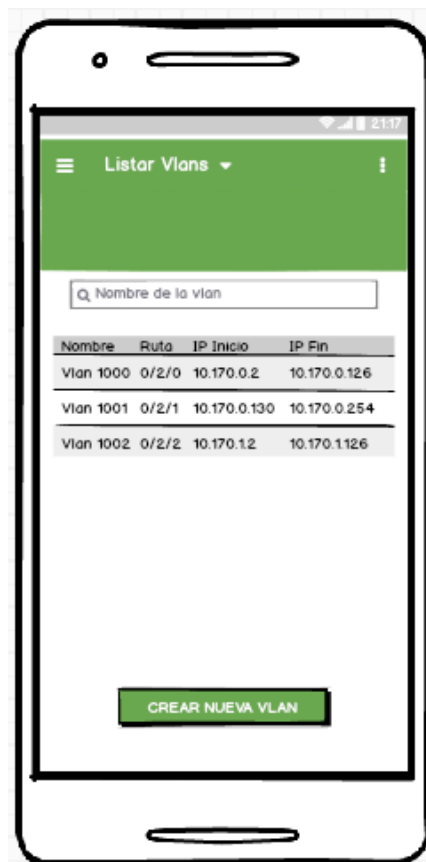 21:17
Listar Vlans
Nombre de la vlan
Nombre Ruta IP Inicio IP Fin
Vlan 1000 0/2/0 10.170.0.2 10.170.0.126
Vlan 1001 0/2/1 10.170.0.130 10.170.0.254
Vlan 1002 0/2/2 10.170.1.2 10.170.1.126
CREAR NUEVA VLAN